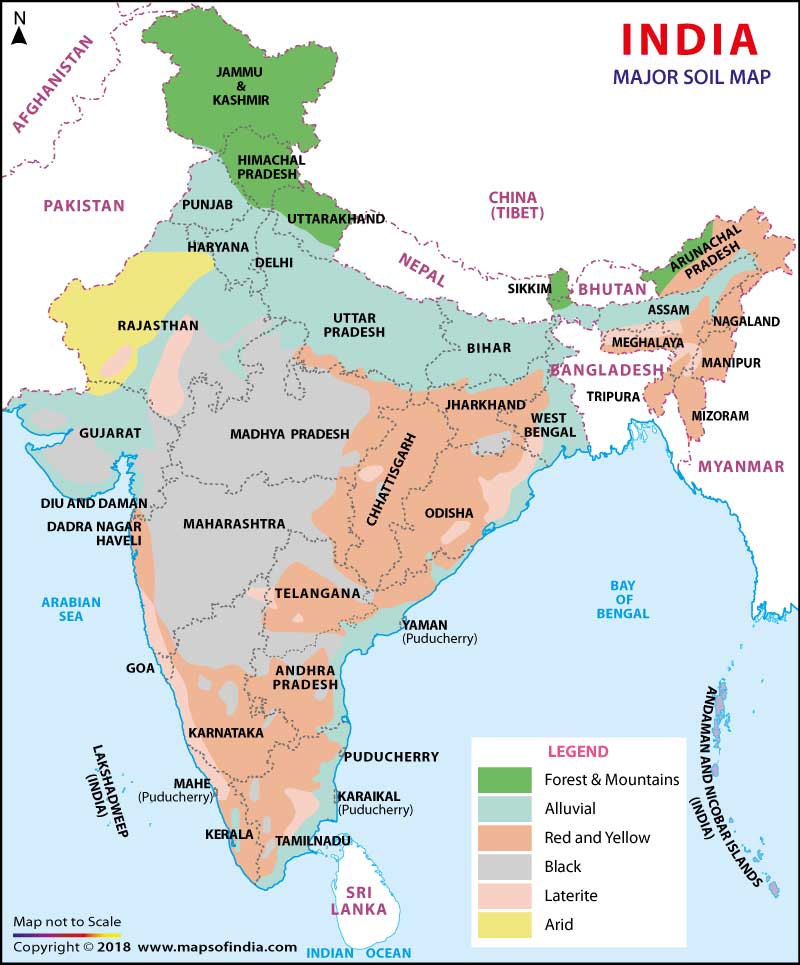 N
INDIA
MAJOR SOIL MAP
AFGHANISTAN
JAMMU
&
KASHMIR
HIMACHAL
PRADESH
PAKISTAN
PUNJAB
UTTARAKHAND
CHINA
(TIBET)
HARYANA
DELHI
NEPAL
SIKKIM
BHUTAN
ARUNACHAL
PRADESH
RAJASTHAN
UTTAR
PRADESH
BIHAR
ASSAM
NAGALAND
MEGHALAYA
MANIPUR
BANGLADESH
TRIPURA
MIZORAM
GUJARAT
MADHYA PRADESH
JHARKHAND
WEST
BENGAL
MYANMAR
CHHATTISGARH
DIU AND DAMAN
DADRA NAGAR
HAVELI
MAHARASHTRA
ODISHA
ARABIAN
SEA
TELANGANA
BAY
OF
BENGAL
YAMAN
(Puducherry)
GOA
ANDHRA
PRADESH
KARNATAKA
LAKSHADWEEP
(INDIA)
MAHE
(Puducherry)
PUDUCHERRY
KARAIKAL
(Puducherry)
KERALA
TAMILNADU
ANDAMAN AND NICOBAR ISLANDS
(INDIA)
SRI
LANKA
INDIAN OCEAN
LEGEND
Forest & Mountains
Alluvial
Red and Yellow
Black
Laterite
Arid
Map not to Scale
Copyright © 2018 www.mapsofindia.com